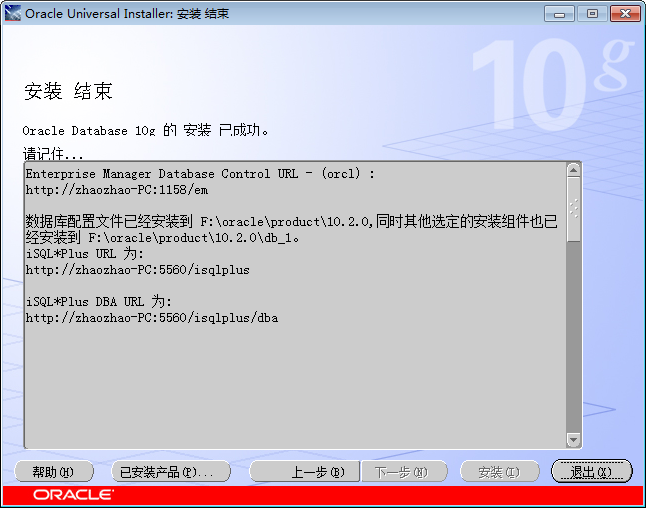 Oracle Universal Installer: 安装 结束
10g
安装 结束
Oracle Database 10g 的 安装 已成功。
请记住...
Enterprise Manager Database Control URL - (orcl) :
http://zhaozhao-PC:1158/em
数据库配置文件已经安装到 F:\oracle\product\10.2.0,同时其他选定的安装组件也已
经安装到 F:\oracle\product\10.2.0\db_1。
iSQL*Plus URL 为:
http://zhaozhao-PC:5560/isqlplus
iSQL*Plus DBA URL 为:
http://zhaozhao-PC:5560/isqlplus/dba
帮助(H) 已安装产品(P)... 上一步(B) 下一步(N) 安装(I) 退出(X)
ORACLE